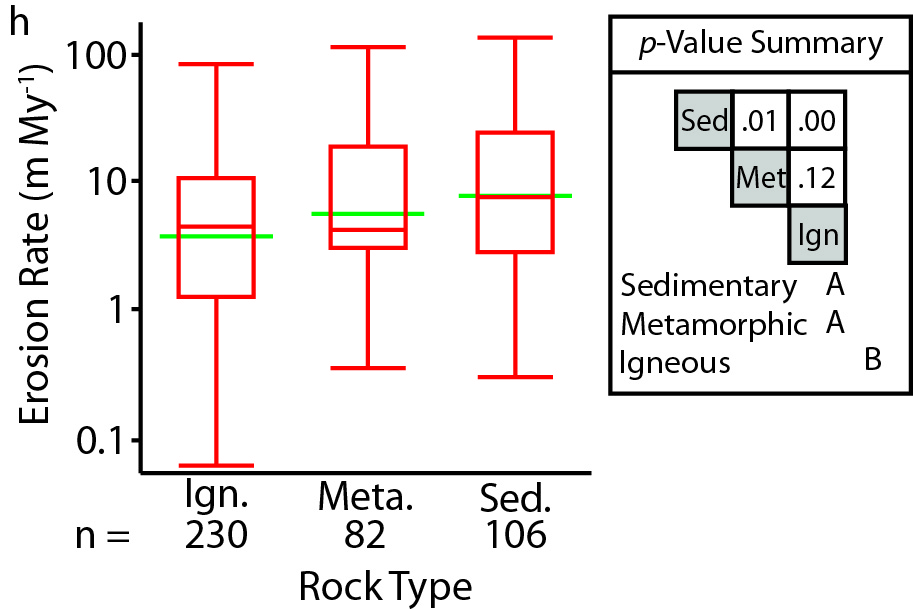 h
Erosion Rate (m My-1)
100
10
1
0.1
Ign. Meta. Sed.
n = 230 82 106
Rock Type
p-Value Summary
Sed .01 .00
Met .12
Ign
Sedimentary A
Metamorphic A
Igneous B